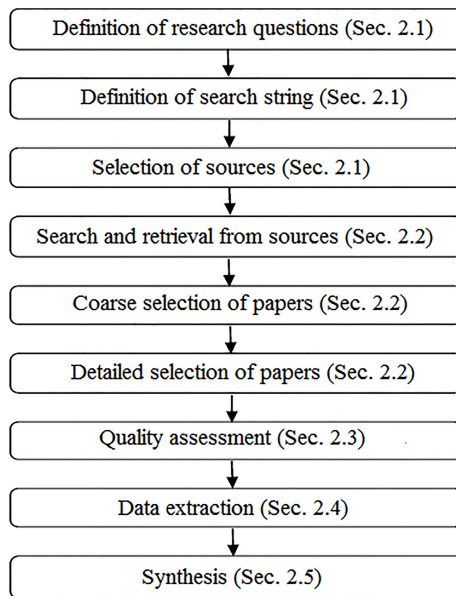 Definition of research questions (Sec. 2.1)
Definition of search string (Sec. 2.1)
Selection of sources (Sec. 2.1)
Search and retrieval from sources (Sec. 2.2)
Coarse selection of papers (Sec. 2.2)
Detailed selection of papers (Sec. 2.2)
Quality assessment (Sec. 2.3)
Data extraction (Sec. 2.4)
Synthesis (Sec. 2.5)